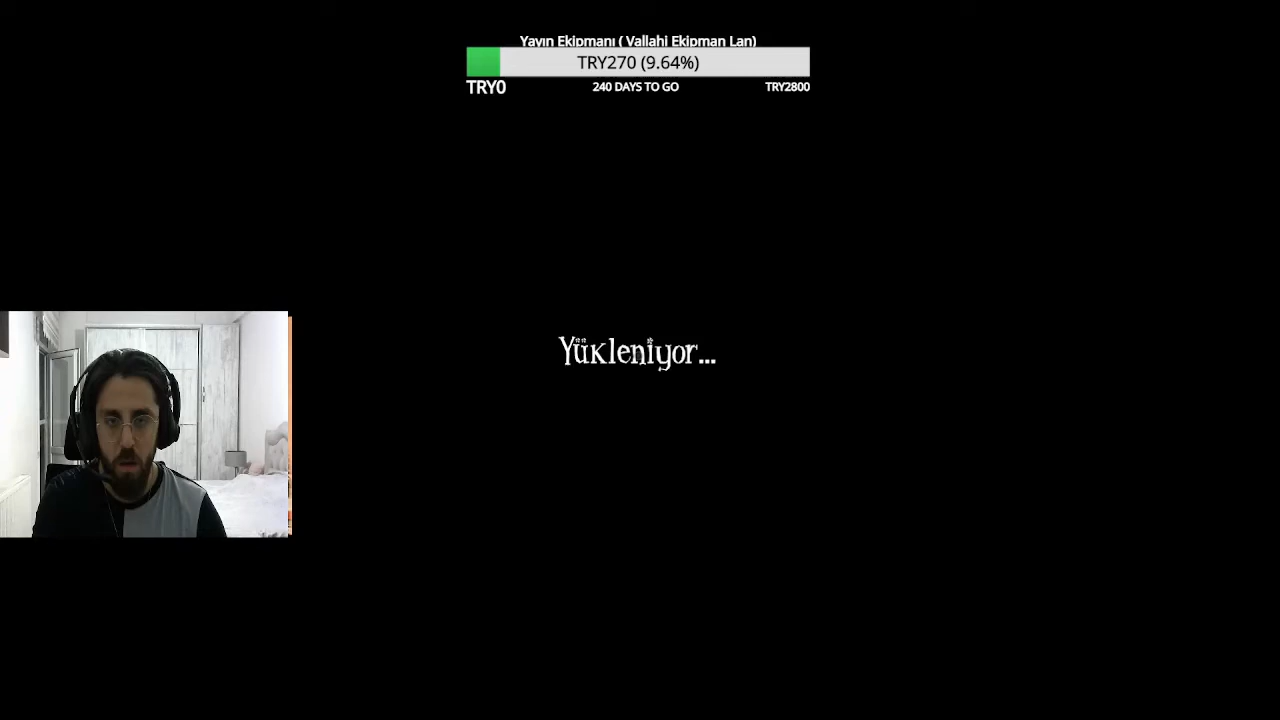 Yayın Ekipmanı ( Vallahi Ekipman Lan)
TRY270 (9.64%)
TRY0 240 DAYS TO GO TRY2800
Yükleniyor...